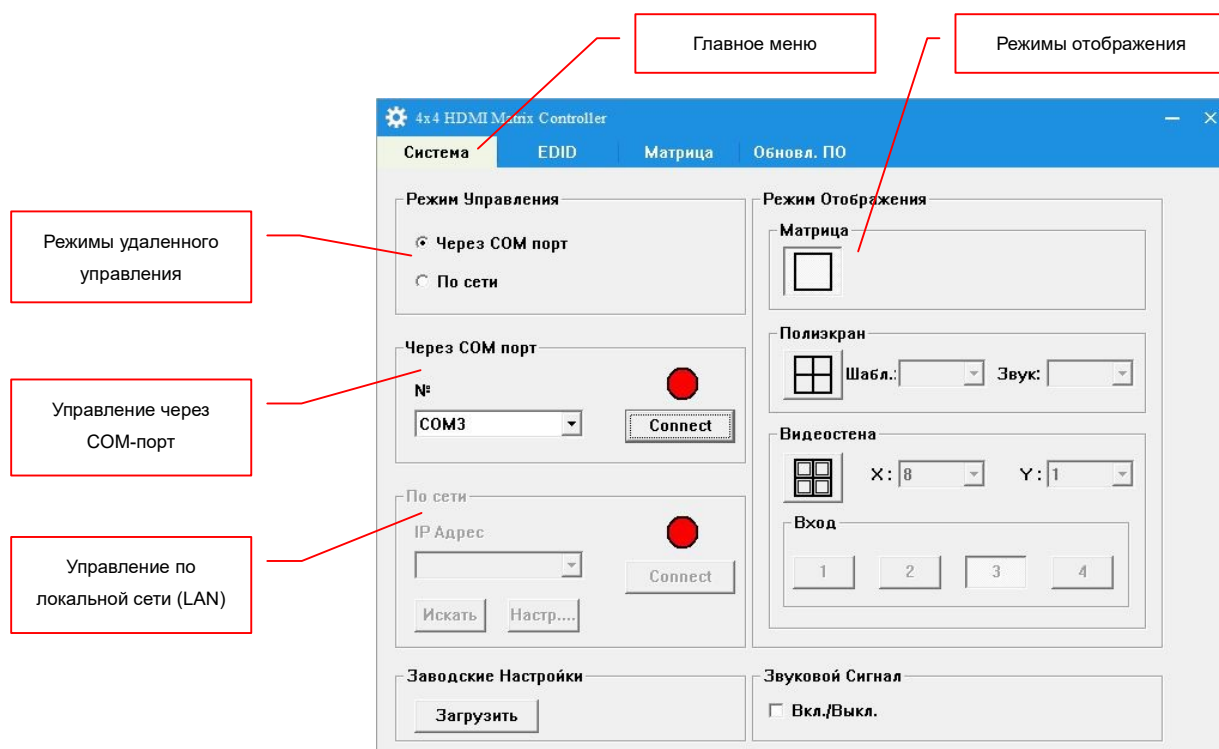 Главное меню
Режимы отображения
4x4 HDMI Matrix Controller
Система EDID Матрица Обновл. ПО
Режимы удаленного
управления
Режим Управления
Через COM порт
По сети
Управление через
COM-порт
Через COM порт
№
COM3
Connect
Управление по
локальной сети (LAN)
По сети
IP Адрес
Connect
Искать Настр....
Заводские Настройки
Загрузить
Режим Отображения
Матрица
Полиэкран
Шабл.: Звук:
Видеостена
X: 8 Y: 1
Вход
1 2 3 4
Звуковой Сигнал
Вкл./Выкл.